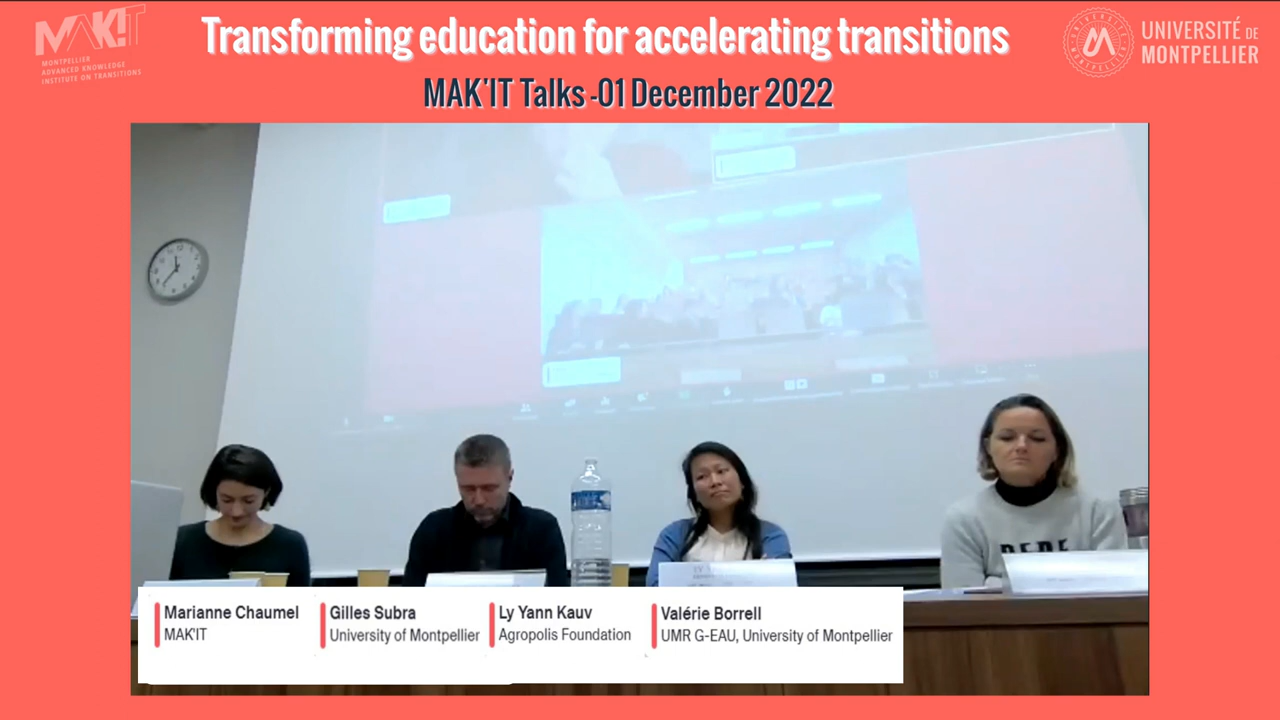 MAK'IT
MONTPELLIER
ADVANCED KNOWLEDGE
INSTITUTE ON TRANSITIONS
Transforming education for accelerating transitions
MAK'IT Talks -01 December 2022
UNIVERSITÉ DE
MONTPELLIER
Marianne Chaumel
MAK'IT
Gilles Subra
University of Montpellier
Ly Yann Kauv
Agropolis Foundation
Valérie Borrell
UMR G-EAU, University of Montpellier